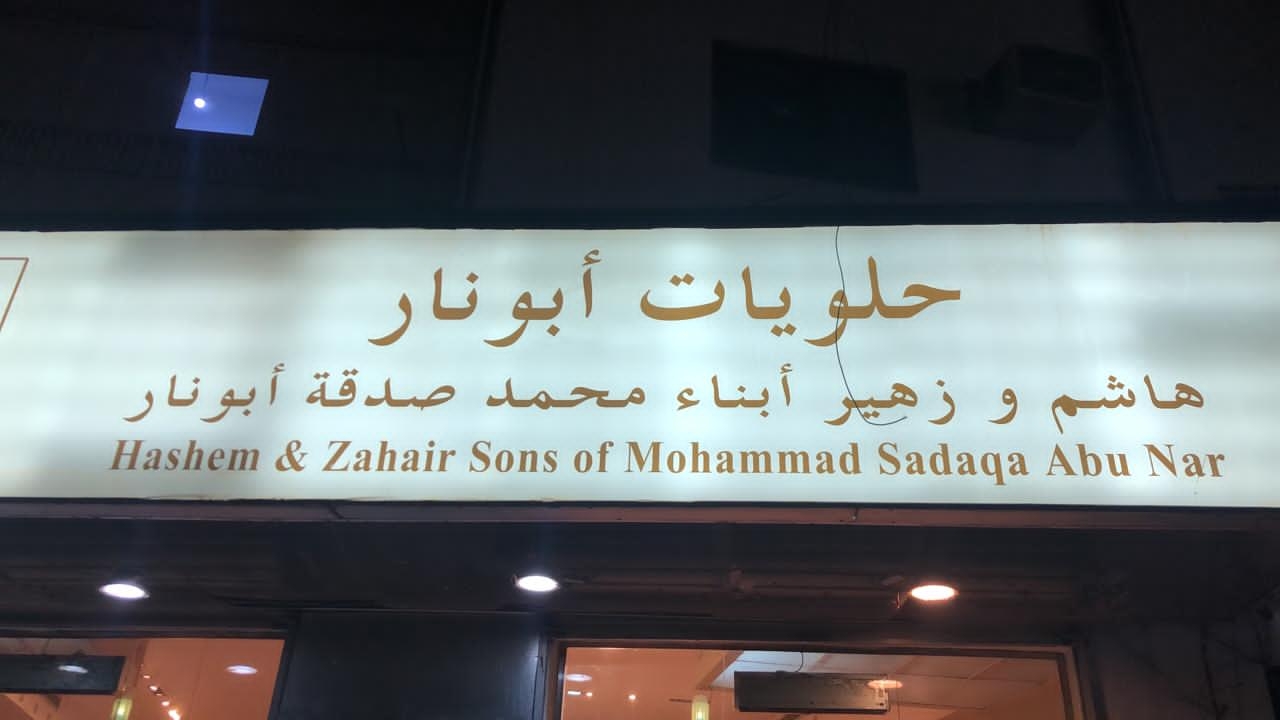 حلويات أبونار
هاشم و زهير أبناء محمد صدقة أبونار
Hashem & Zahair Sons of Mohammad Sadaqa Abu Nar